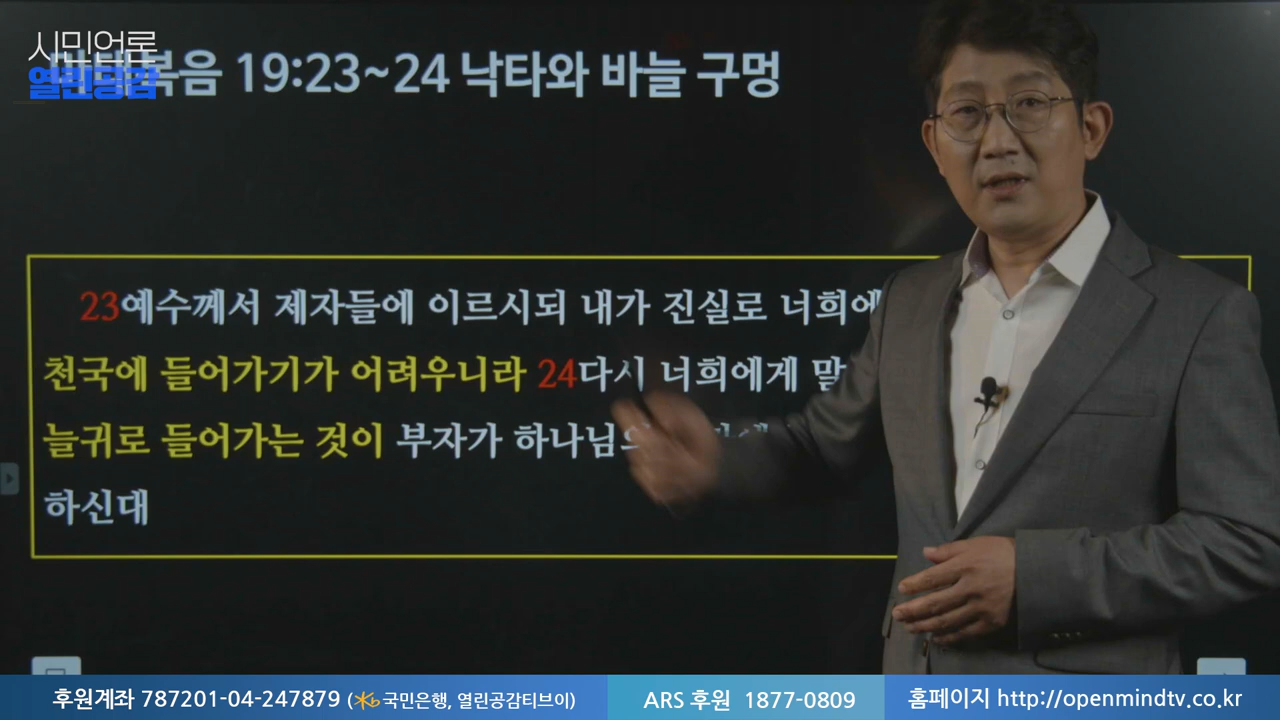 시민언론
열린공감
복음 19:23~24 낙타와 바늘 구멍
23예수께서 제자들에 이르시되 내가 진실로 너희에
천국에 들어가기가 어려우니라 24다시 너희에게 말
늘귀로 들어가는 것이 부자가 하나님의
하신대
후원계좌 787201-04-247879 (국민은행, 열린공감티브이)
ARS 후원 1877-0809
홈페이지 http://openmindtv.co.kr